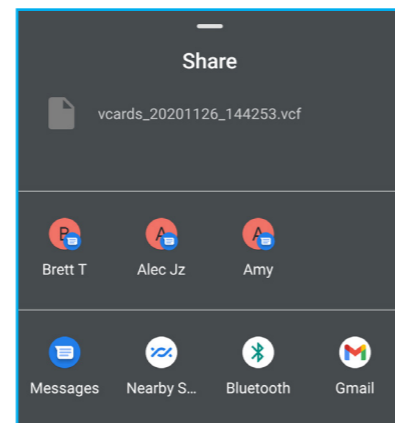 Share
vcards_20201126_144253.vcf
B A A
Brett T Alec Jz Amy
Messages Nearby S... Bluetooth Gmail